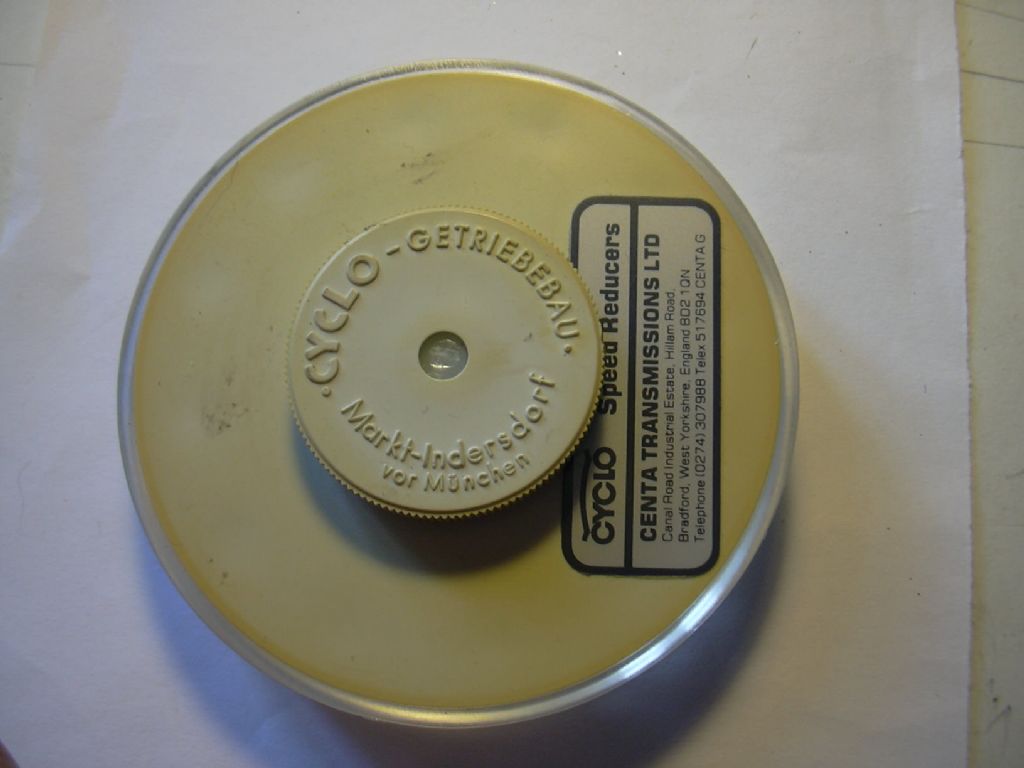 ·CYCLO-GETRIEBEBAU·
Markt-Indersdorf
vor München
CYCLO Speed Reducers
CENTA TRANSMISSIONS LTD
Canal Road Industrial Estate, Hillam Road,
Bradford, West Yorkshire, England BD2 1QN
Telephone (0274) 307988 Telex 517694 CENTA G